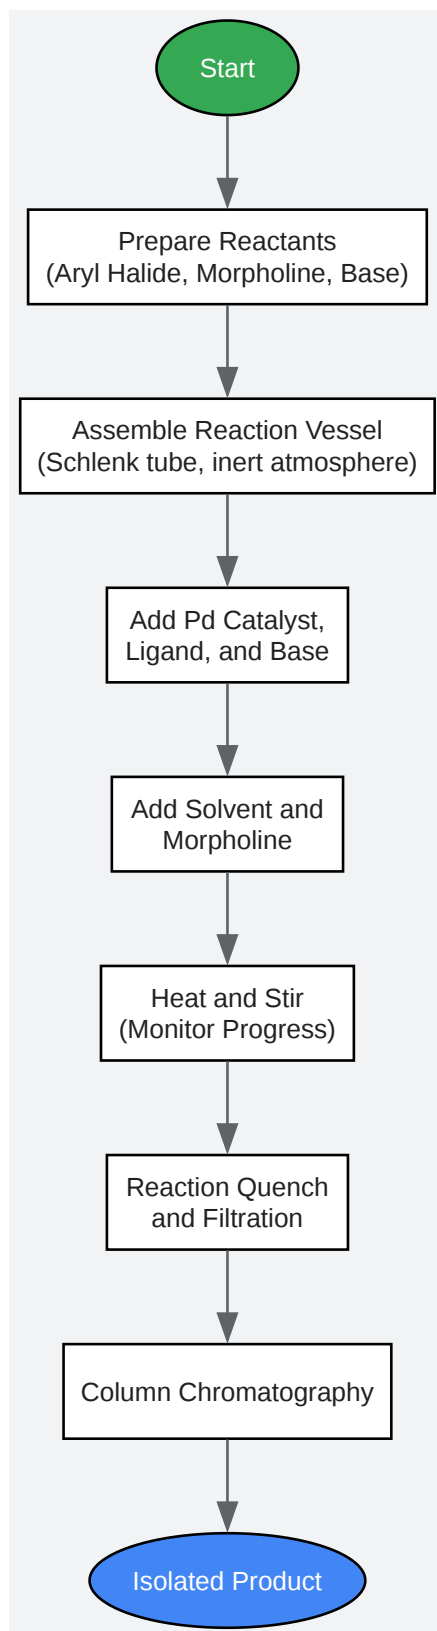 Start
Prepare Reactants
(Aryl Halide, Morpholine, Base)
Assemble Reaction Vessel
(Schlenk tube, inert atmosphere)
Add Pd Catalyst,
Ligand, and Base
Add Solvent and
Morpholine
Heat and Stir
(Monitor Progress)
Reaction Quench
and Filtration
Column Chromatography
Isolated Product